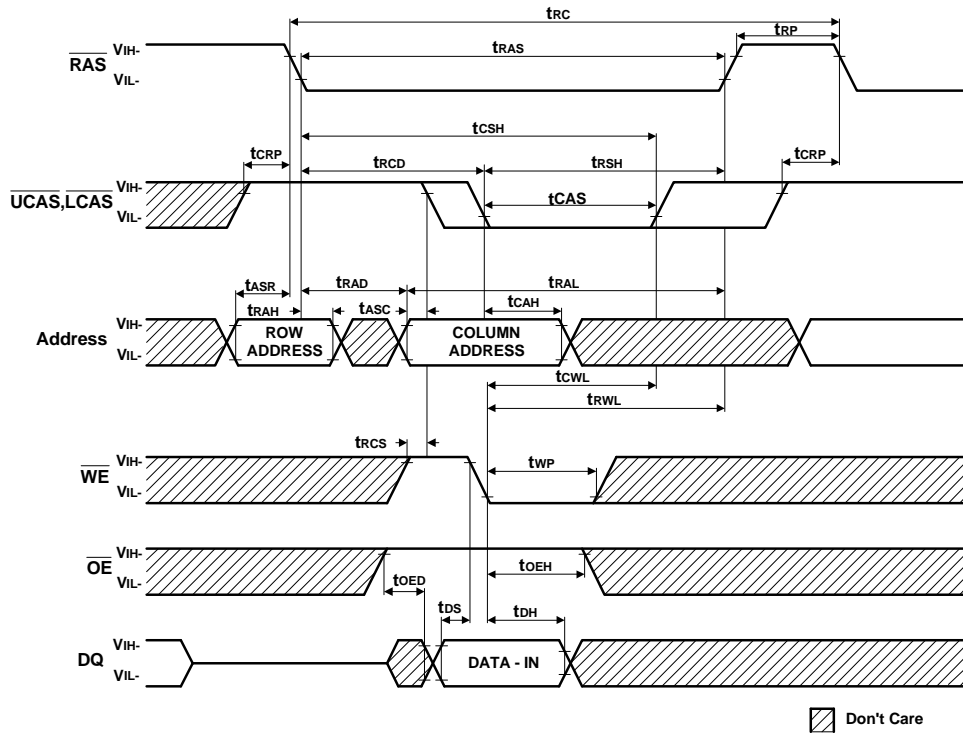 tRC
tRP
VIH-
RAS
tRAS
VIL-
tCSH
tCRP
tRCD
tRSH
tCRP
VIH-
UCAS,LCAS
tCAS
VIL-
tASR
tRAD
tRAL
tRAH
tASC
tCAH
VIH-
Address
ROW
ADDRESS
COLUMN
ADDRESS
VIL-
tCWL
tRWL
tRCS
VIH-
WE
tWP
VIL-
VIH-
OE
VIL-
tOED
tOEH
tDS
tDH
VIH-
DQ
DATA - IN
VIL-
Don't Care